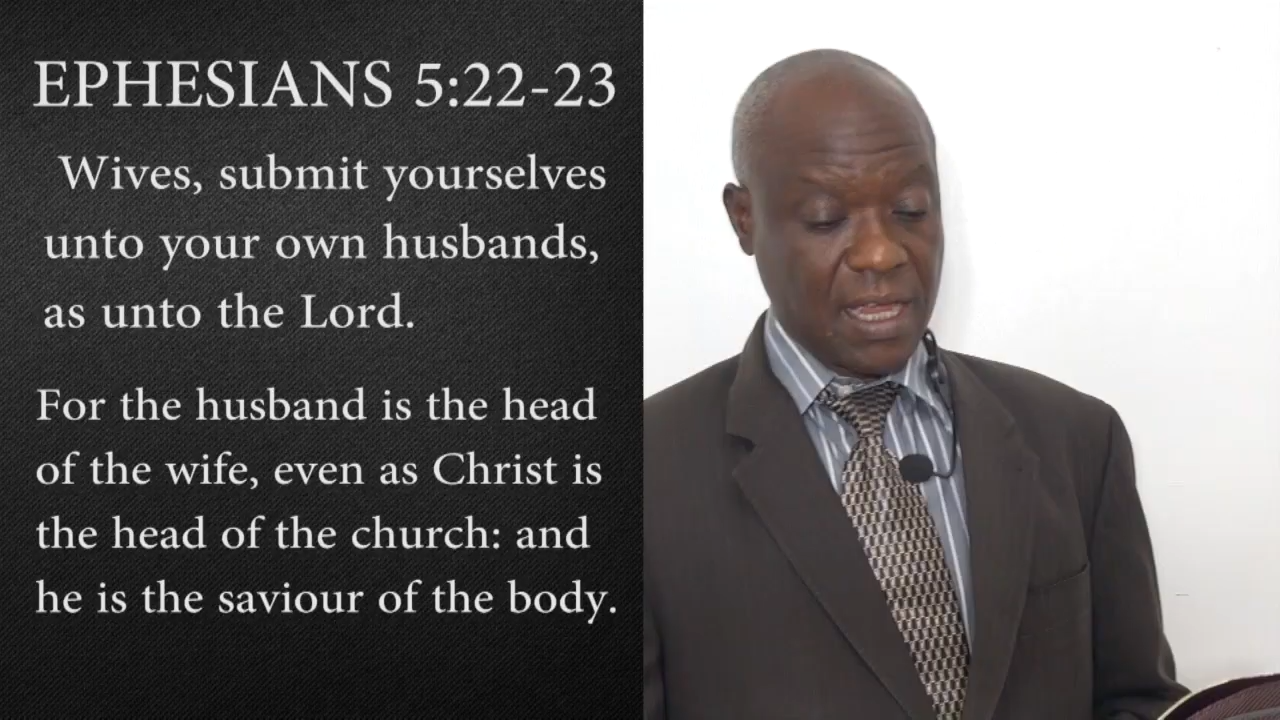 EPHESIANS 5:22-23
Wives, submit yourselves
unto your own husbands,
as unto the Lord.
For the husband is the head
of the wife, even as Christ is
the head of the church: and
he is the saviour of the body.